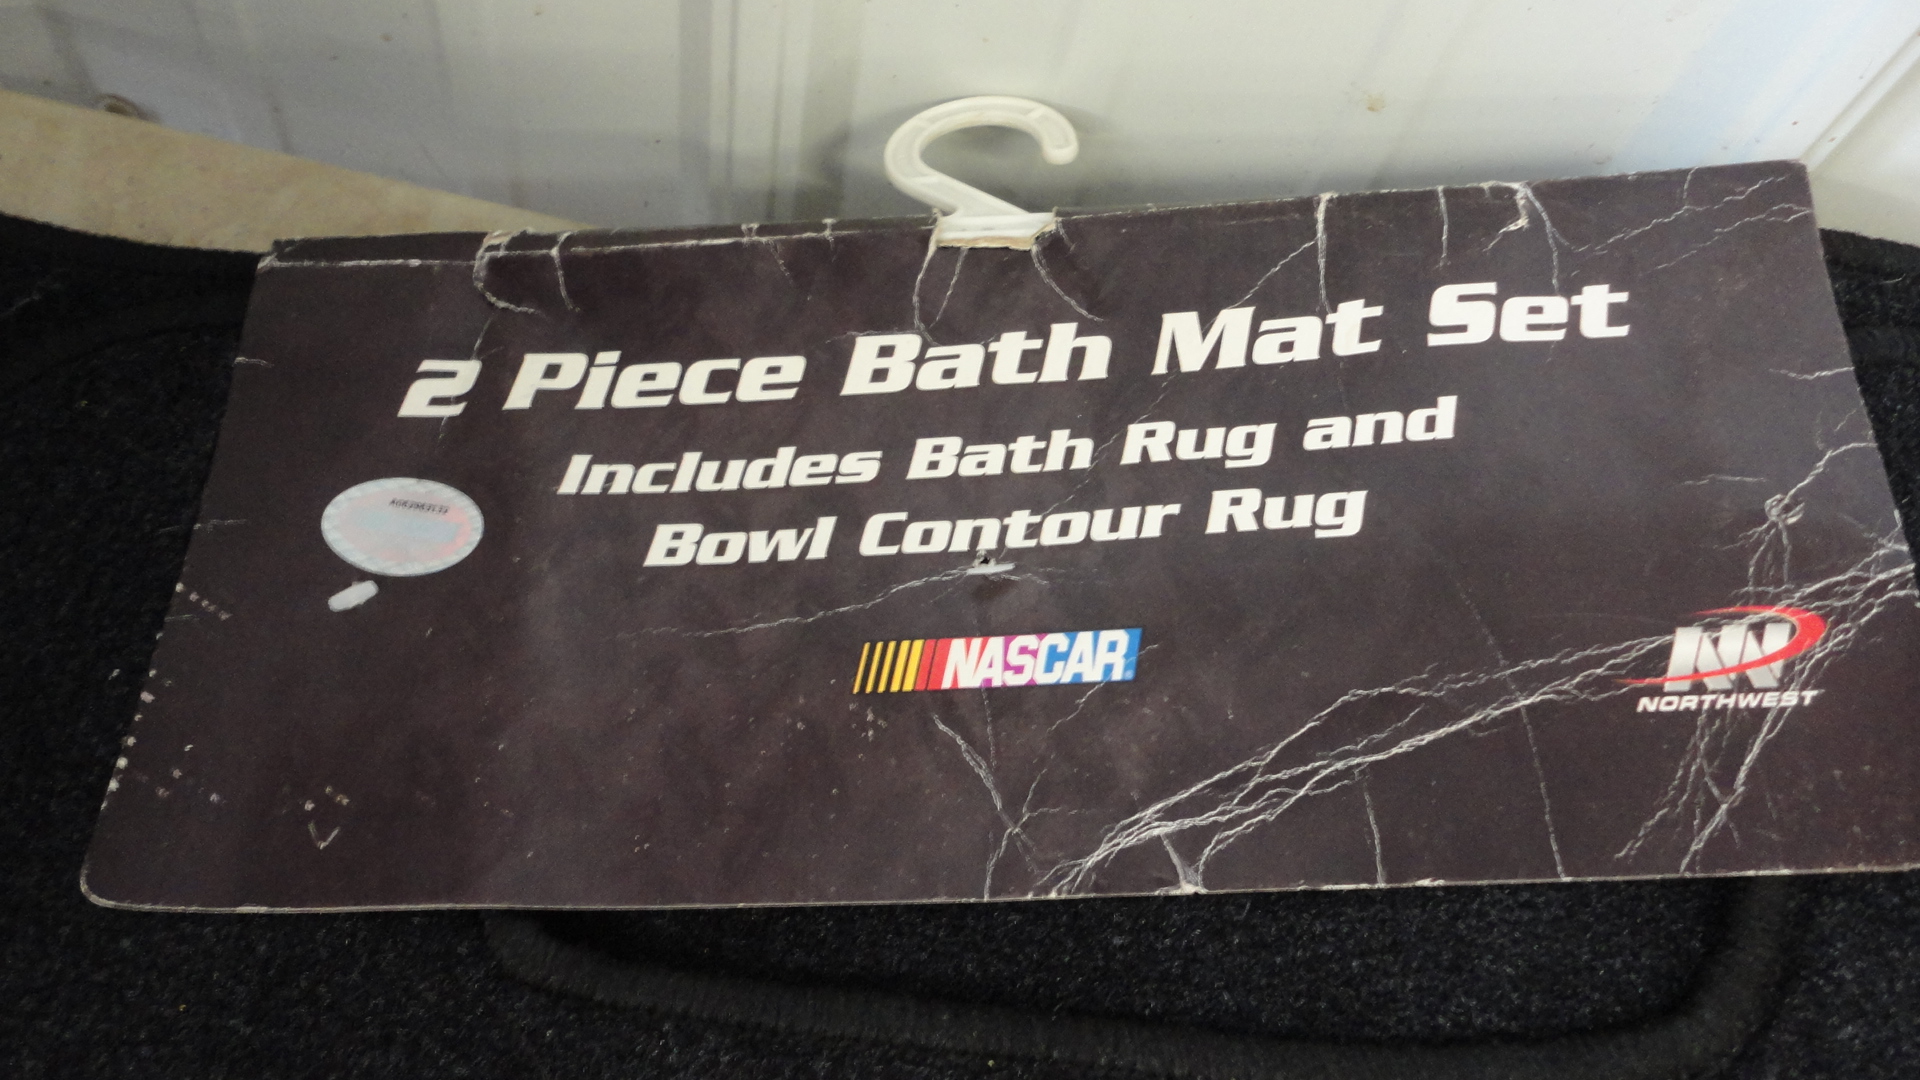 2 Piece Bath Mat Set
Includes Bath Rug and
Bowl Contour Rug
NASCAR
NORTHWEST